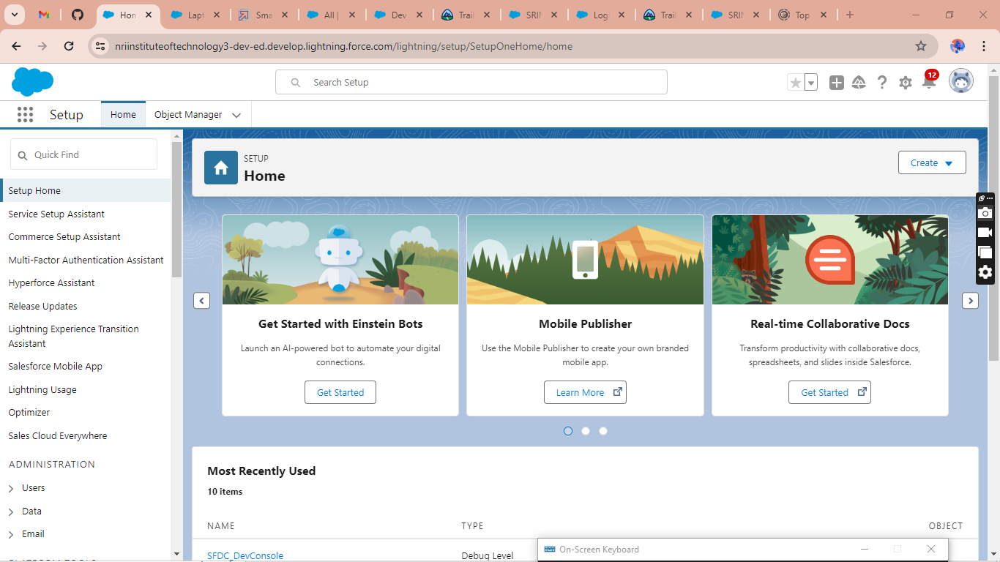 Hom
Lapt
Sma
All |
Dev
Trail
SRIN
Log
Trail
SRIN
Top
nriinstituteoftechnology3-dev-ed.develop.lightning.force.com/lightning/setup/SetupOneHome/home
Search Setup
12
Setup
Home
Object Manager
Quick Find
Setup Home
Service Setup Assistant
Commerce Setup Assistant
Multi-Factor Authentication Assistant
Hyperforce Assistant
Release Updates
Lightning Experience Transition
Assistant
Salesforce Mobile App
Lightning Usage
Optimizer
Sales Cloud Everywhere
ADMINISTRATION
Users
Data
Email
SETUP
Home
Create
Get Started with Einstein Bots
Launch an AI-powered bot to automate your digital
connections.
Get Started
Mobile Publisher
Use the Mobile Publisher to create your own branded
mobile app.
Learn More
Real-time Collaborative Docs
Transform productivity with collaborative docs,
spreadsheets, and slides inside Salesforce.
Get Started
Most Recently Used
10 items
NAME TYPE OBJECT
SFDC_DevConsole Debug Level
On-Screen Keyboard